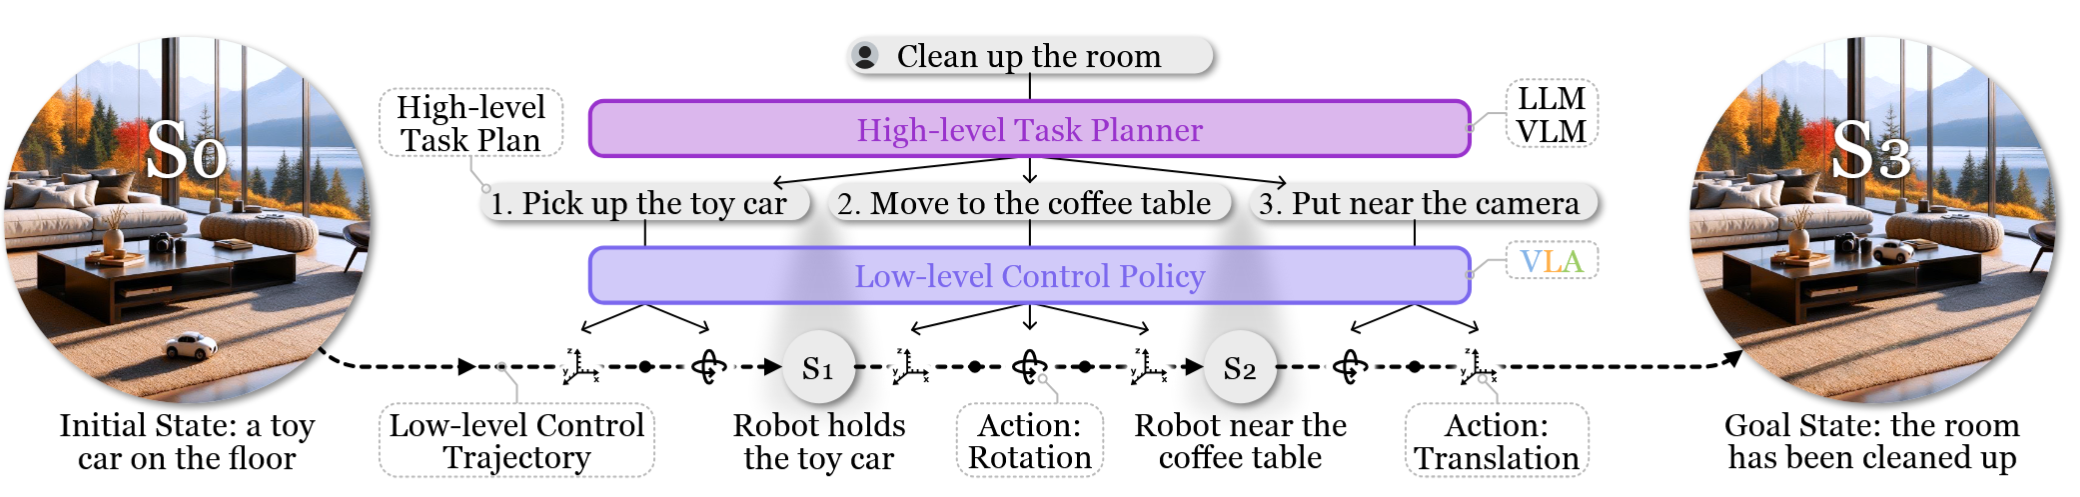 Clean up the room
High-level
Task Plan
High-level Task Planner
LLM
VLM
1. Pick up the toy car
2. Move to the coffee table
3. Put near the camera
Low-level Control Policy
VLA
S0
S3
z
y
x
z
y
x
z
y
x
z
y
x
S1
S2
Initial State: a toy
car on the floor
Low-level Control
Trajectory
Robot holds
the toy car
Action:
Rotation
Robot near the
coffee table
Action:
Translation
Goal State: the room
has been cleaned up